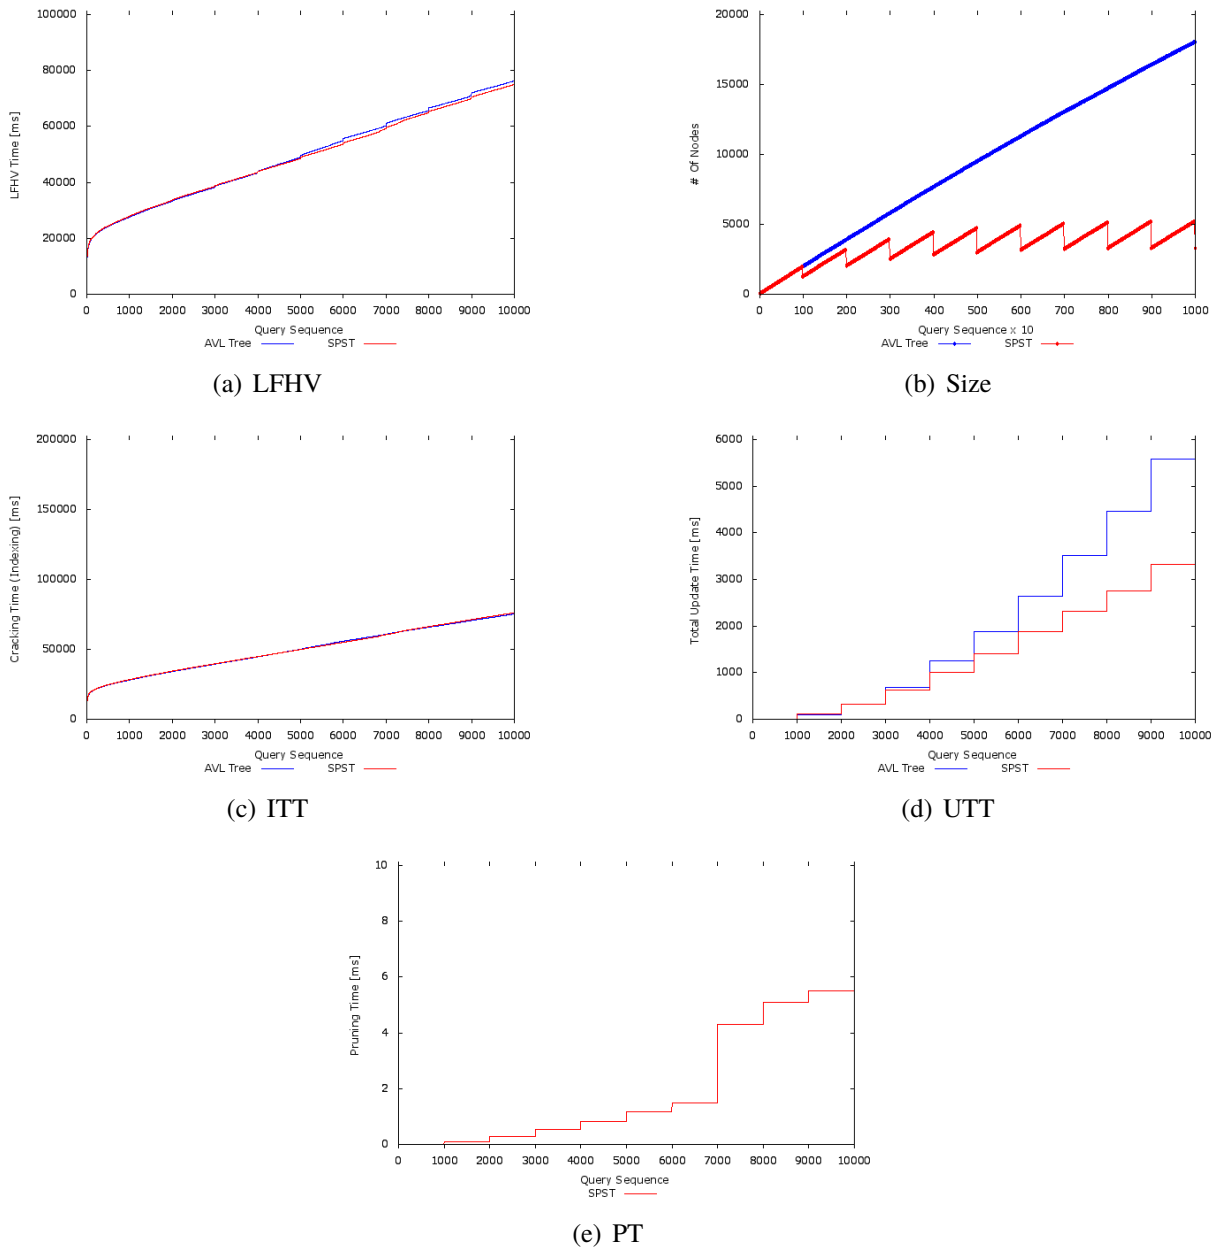 100000
80000
60000
40000
20000
0
LFHV Time [ms]
0 1000 2000 3000 4000 5000 6000 7000 8000 9000 10000
Query Sequence
AVL Tree SPST
(a) LFHV
20000
15000
10000
5000
0
# Of Nodes
0 100 200 300 400 500 600 700 800 900 1000
Query Sequence x 10
AVL Tree SPST
(b) Size
200000
150000
100000
50000
0
Cracking Time (Indexing) [ms]
0 1000 2000 3000 4000 5000 6000 7000 8000 9000 10000
Query Sequence
AVL Tree SPST
(c) ITT
6000
5000
4000
3000
2000
1000
0
Total Update Time [ms]
0 1000 2000 3000 4000 5000 6000 7000 8000 9000 10000
Query Sequence
AVL Tree SPST
(d) UTT
10
8
6
4
2
0
Pruning Time [ms]
0 1000 2000 3000 4000 5000 6000 7000 8000 9000 10000
Query Sequence
SPST
(e) PT